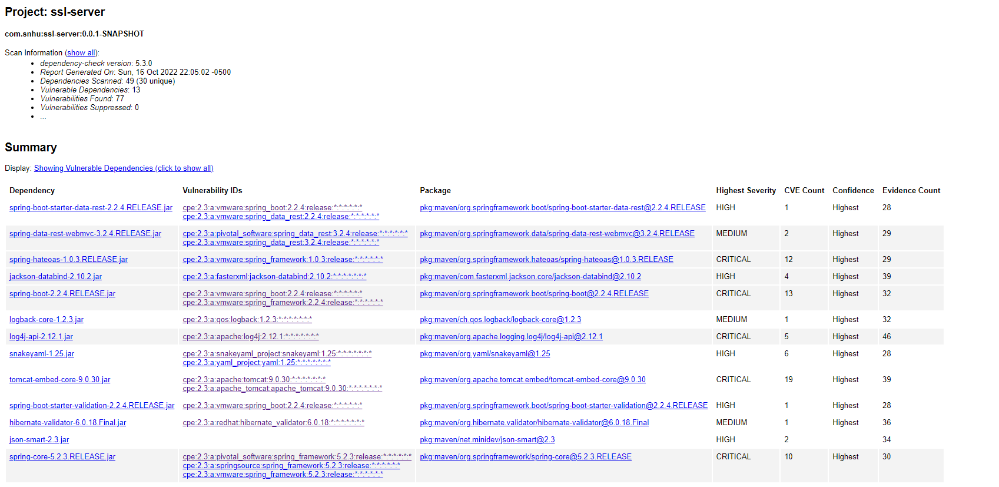 Project: ssl-server
com.snhu:ssl-server:0.0.1-SNAPSHOT
Scan Information (show all):
• dependency-check version: 5.3.0
• Report Generated On: Sun, 16 Oct 2022 22:05:02 -0500
• Dependencies Scanned: 49 (30 unique)
• Vulnerable Dependencies: 13
• Vulnerabilities Found: 77
• Vulnerabilities Suppressed: 0
• ...
Summary
Display: Showing Vulnerable Dependencies (click to show all)
Dependency Vulnerability IDs Package Highest Severity CVE Count Confidence Evidence Count
spring-boot-starter-data-rest-2.2.4.RELEASE.jar cpe:2.3:a:vmware:spring_boot:2.2.4:release:*:*:*:*:*:* pkg:maven/org.springframework.boot/spring-boot-starter-data-rest@2.2.4.RELEASE HIGH 1 Highest 28
cpe:2.3:a:vmware:spring_data_rest:2.2.4:release:*:*:*:*:*:*
spring-data-rest-webmvc-3.2.4.RELEASE.jar cpe:2.3:a:pivotal_software:spring_data_rest:3.2.4:release:*:*:*:*:*:* pkg:maven/org.springframework.data/spring-data-rest-webmvc@3.2.4.RELEASE MEDIUM 2 Highest 29
cpe:2.3:a:vmware:spring_data_rest:3.2.4:release:*:*:*:*:*:*
spring-hateoas-1.0.3.RELEASE.jar cpe:2.3:a:vmware:spring_framework:1.0.3:release:*:*:*:*:*:* pkg:maven/org.springframework.hateoas/spring-hateoas@1.0.3.RELEASE CRITICAL 12 Highest 29
jackson-databind-2.10.2.jar cpe:2.3:a:fasterxml:jackson-databind:2.10.2:*:*:*:*:*:*:* pkg:maven/com.fasterxml.jackson.core/jackson-databind@2.10.2 HIGH 4 Highest 39
spring-boot-2.2.4.RELEASE.jar cpe:2.3:a:vmware:spring_boot:2.2.4:release:*:*:*:*:*:* pkg:maven/org.springframework.boot/spring-boot@2.2.4.RELEASE CRITICAL 13 Highest 32
cpe:2.3:a:vmware:spring_framework:2.2.4:release:*:*:*:*:*:*
logback-core-1.2.3.jar cpe:2.3:a:qos:logback:1.2.3:*:*:*:*:*:*:* pkg:maven/ch.qos.logback/logback-core@1.2.3 MEDIUM 1 Highest 32
log4j-api-2.12.1.jar cpe:2.3:a:apache:log4j:2.12.1:*:*:*:*:*:*:* pkg:maven/org.apache.logging.log4j/log4j-api@2.12.1 CRITICAL 5 Highest 46
snakeyaml-1.25.jar cpe:2.3:a:snakeyaml_project:snakeyaml:1.25:*:*:*:*:*:*:* pkg:maven/org.yaml/snakeyaml@1.25 HIGH 6 Highest 28
cpe:2.3:a:yaml_project:yaml:1.25:*:*:*:*:*:*:*
tomcat-embed-core-9.0.30.jar cpe:2.3:a:apache:tomcat:9.0.30:*:*:*:*:*:*:* pkg:maven/org.apache.tomcat.embed/tomcat-embed-core@9.0.30 CRITICAL 19 Highest 39
cpe:2.3:a:apache_tomcat:apache_tomcat:9.0.30:*:*:*:*:*:*:*
spring-boot-starter-validation-2.2.4.RELEASE.jar cpe:2.3:a:vmware:spring_boot:2.2.4:release:*:*:*:*:*:* pkg:maven/org.springframework.boot/spring-boot-starter-validation@2.2.4.RELEASE HIGH 1 Highest 28
hibernate-validator-6.0.18.Final.jar cpe:2.3:a:redhat:hibernate_validator:6.0.18:*:*:*:*:*:*:* pkg:maven/org.hibernate.validator/hibernate-validator@6.0.18.Final MEDIUM 1 Highest 36
json-smart-2.3.jar pkg:maven/net.minidev/json-smart@2.3 HIGH 2 34
spring-core-5.2.3.RELEASE.jar cpe:2.3:a:pivotal_software:spring_framework:5.2.3:release:*:*:*:*:*:* pkg:maven/org.springframework/spring-core@5.2.3.RELEASE CRITICAL 10 Highest 30
cpe:2.3:a:springsource:spring_framework:5.2.3:release:*:*:*:*:*:*
cpe:2.3:a:vmware:spring_framework:5.2.3:release:*:*:*:*:*:*